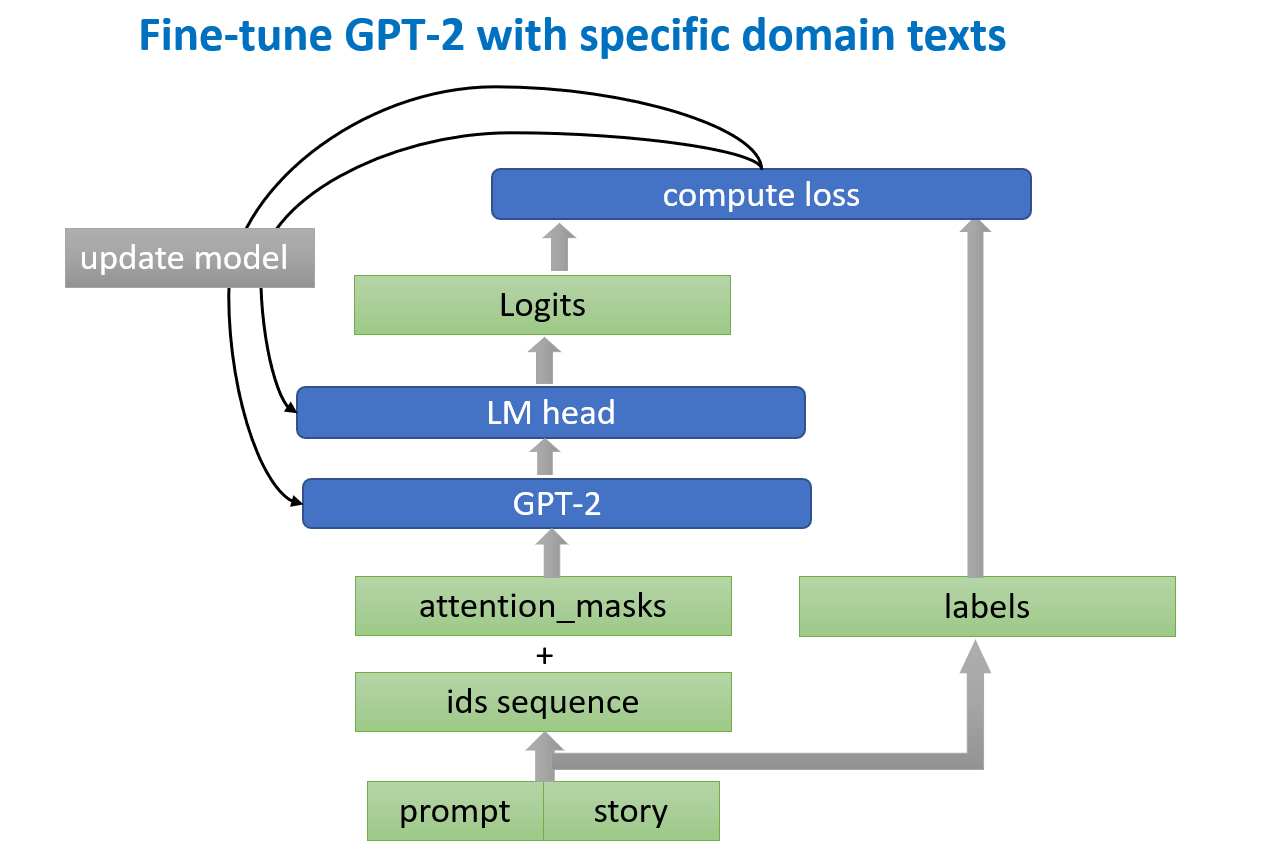 Fine-tune GPT-2 with specific domain texts
compute loss
update model
Logits
LM head
GPT-2
attention_masks
labels
+
ids sequence
prompt
story